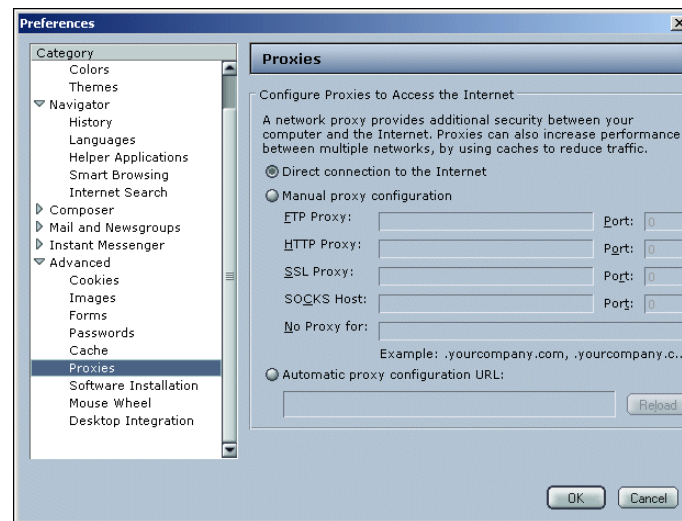 Preferences
Category
Colors
Themes
Navigator
History
Languages
Helper Applications
Smart Browsing
Internet Search
Composer
Mail and Newsgroups
Instant Messenger
Advanced
Cookies
Images
Forms
Passwords
Cache
Proxies
Software Installation
Mouse Wheel
Desktop Integration
Proxies
Configure Proxies to Access the Internet
A network proxy provides additional security between your
computer and the Internet. Proxies can also increase performance
between multiple networks, by using caches to reduce traffic.
Direct connection to the Internet
Manual proxy configuration
FTP Proxy: Port: 0
HTTP Proxy: Port: 0
SSL Proxy: Port: 0
SOCKS Host: Port: 0
No Proxy for:
Example: .yourcompany.com, .yourcompany.c...
Automatic proxy configuration URL:
Reload
OK Cancel